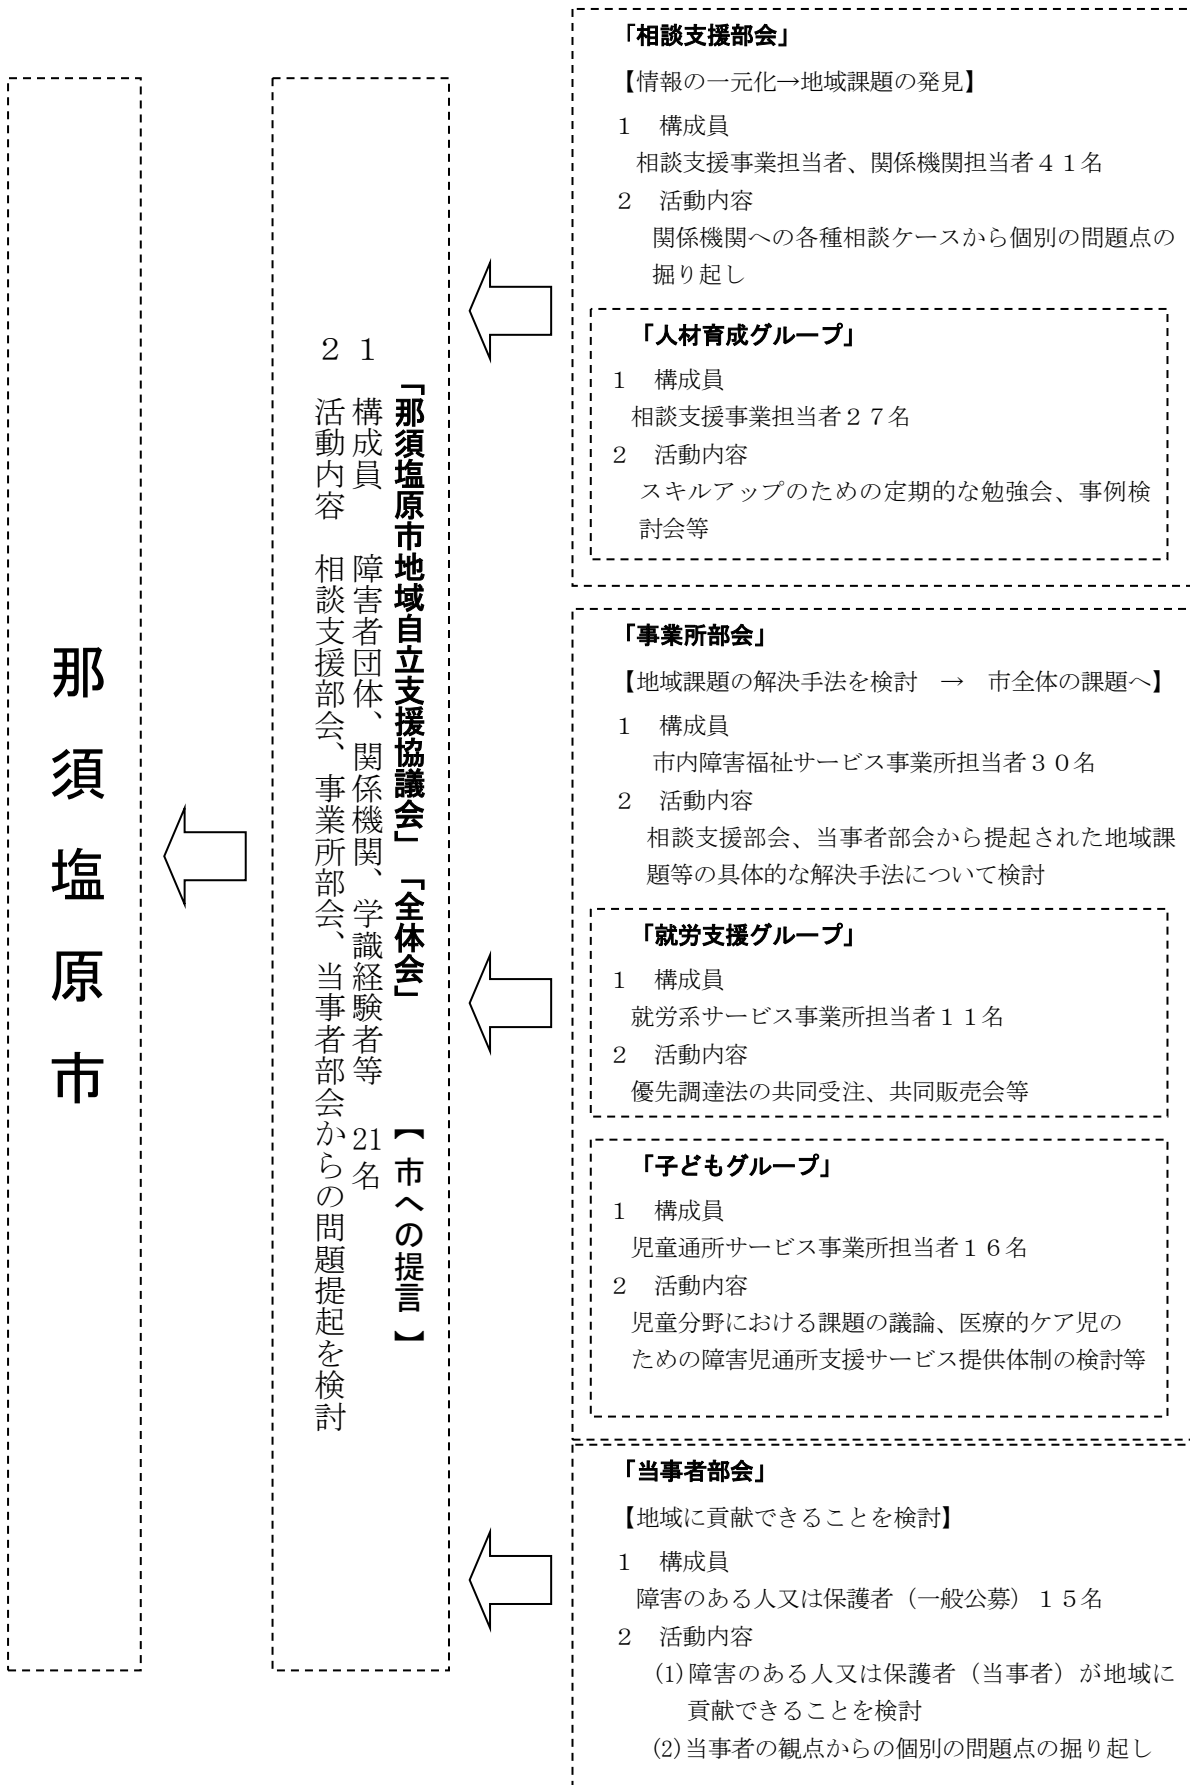 那須塩原市
「那須塩原市地域自立支援協議会」「全体会」　【市への提言】
１　構成員　障害者団体、関係機関、学識経験者等　21名
２　活動内容　相談支援部会、事業所部会、当事者部会からの問題提起を検討
「相談支援部会」
【情報の一元化→地域課題の発見】
１　構成員
相談支援事業担当者、関係機関担当者４１名
２　活動内容
関係機関への各種相談ケースから個別の問題点の
掘り起し
「人材育成グループ」
１　構成員
相談支援事業担当者２７名
２　活動内容
スキルアップのための定期的な勉強会、事例検
討会等
「事業所部会」
【地域課題の解決手法を検討　→　市全体の課題へ】
１　構成員
市内障害福祉サービス事業所担当者３０名
２　活動内容
相談支援部会、当事者部会から提起された地域課
題等の具体的な解決手法について検討
「就労支援グループ」
１　構成員
就労系サービス事業所担当者１１名
２　活動内容
優先調達法の共同受注、共同販売会等
「子どもグループ」
１　構成員
児童通所サービス事業所担当者１６名
２　活動内容
児童分野における課題の議論、医療的ケア児の
ための障害児通所支援サービス提供体制の検討等
「当事者部会」
【地域に貢献できることを検討】
１　構成員
障害のある人又は保護者（一般公募）１５名
２　活動内容
(1)障害のある人又は保護者（当事者）が地域に
貢献できることを検討
(2)当事者の観点からの個別の問題点の掘り起し